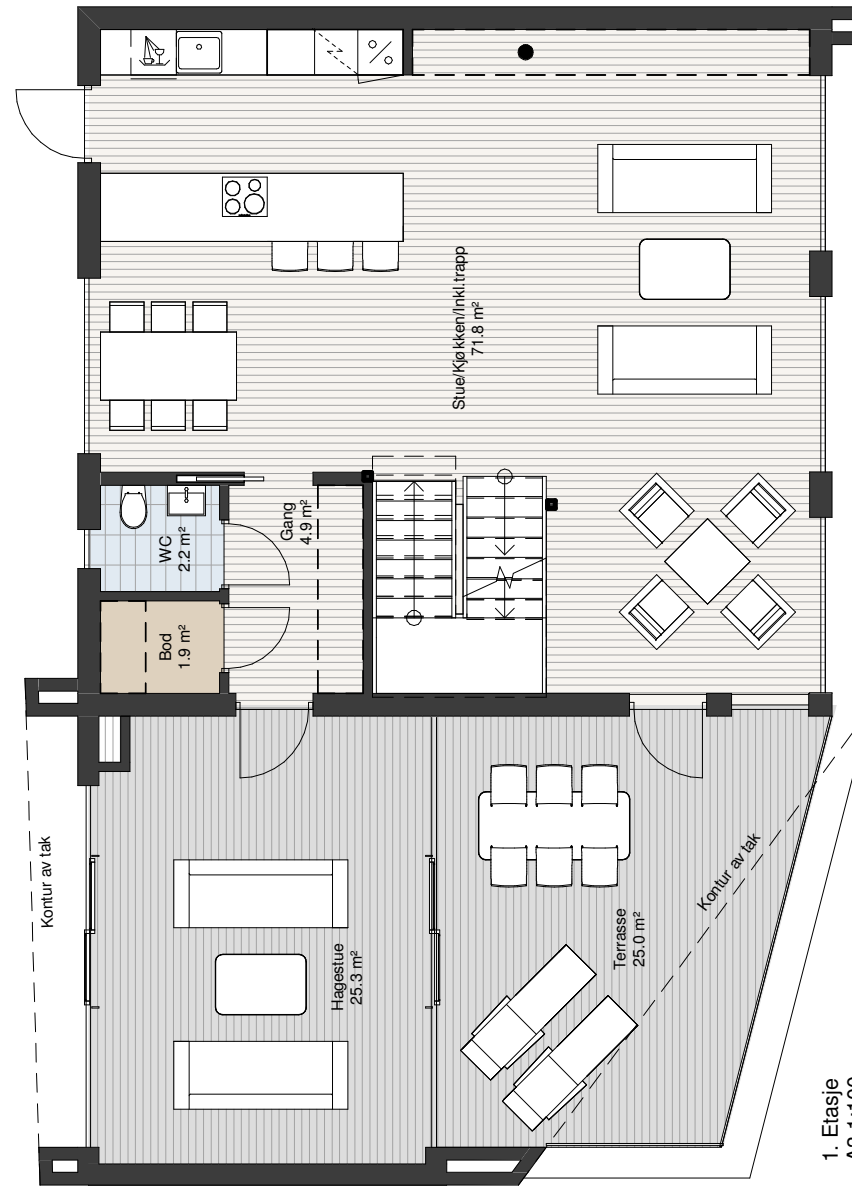 Stue/Kjøkken/Inkl.trapp
71.8 m²
WC
2.2 m²
Gang
4.9 m²
Bod
1.9 m²
Kontur av tak
Hagestue
25.3 m²
Terrasse
25.0 m²
Kontur av tak
1. Etasje